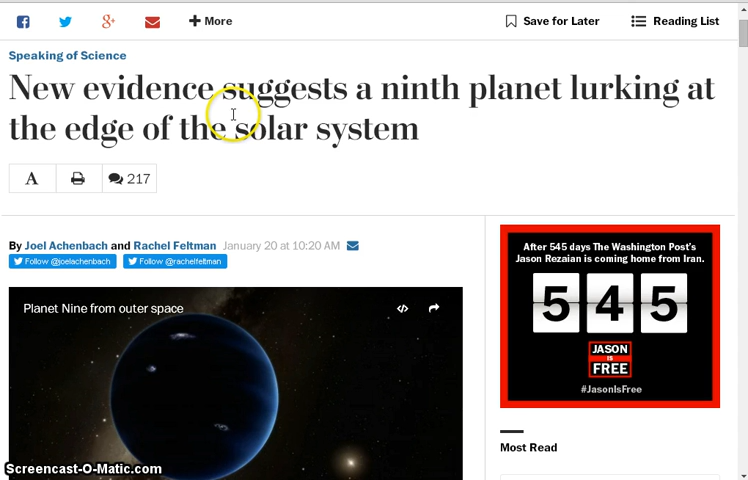 More
Save for Later
Reading List
Speaking of Science
New evidence suggests a ninth planet lurking at
the edge of the solar system
A
217
By Joel Achenbach and Rachel Feltman January 20 at 10:20 AM
Follow @joelachenbach
Follow @rachelfeltman
Planet Nine from outer space
After 545 days The Washington Post's
Jason Rezaian is coming home from Iran.
545
JASON
IS
FREE
#JasonIsFree
Most Read
Screencast-O-Matic.com